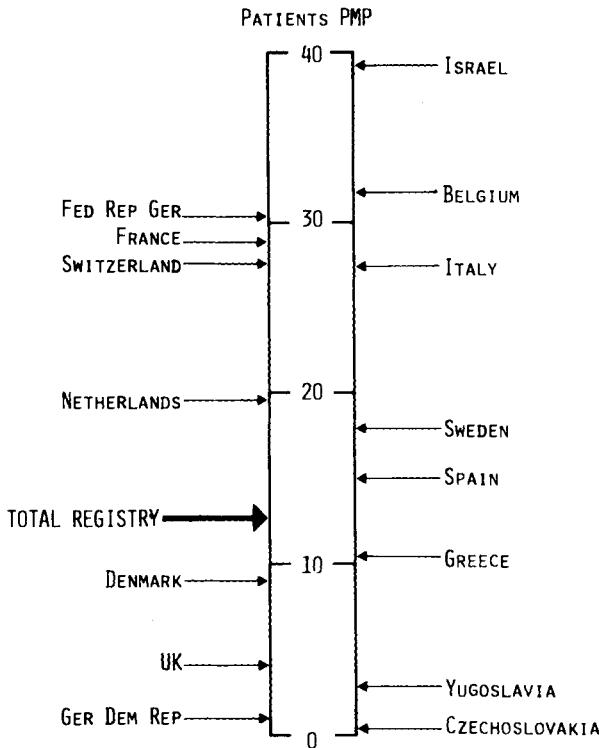 PATIENTS PMP
40
ISRAEL
BELGIUM
FED REP GER
30
FRANCE
SWITZERLAND
ITALY
20
NETHERLANDS
SWEDEN
SPAIN
TOTAL REGISTRY
10
GREECE
DENMARK
UK
YUGOSLAVIA
GER DEM REP
CZECHOSLOVAKIA
0